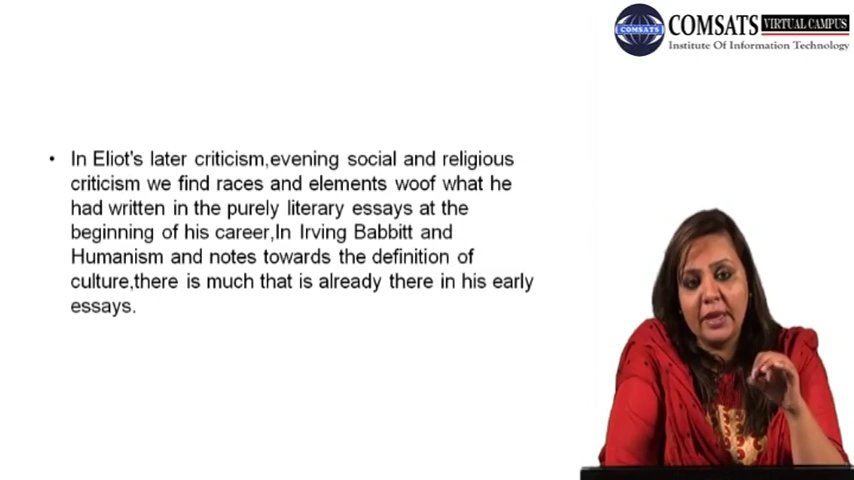 COMSATS
COMSATS VIRTUAL CAMPUS
Institute Of Information Technology
• In Eliot's later criticism,evening social and religious
criticism we find races and elements woof what he
had written in the purely literary essays at the
beginning of his career,In Irving Babbitt and
Humanism and notes towards the definition of
culture,there is much that is already there in his early
essays.